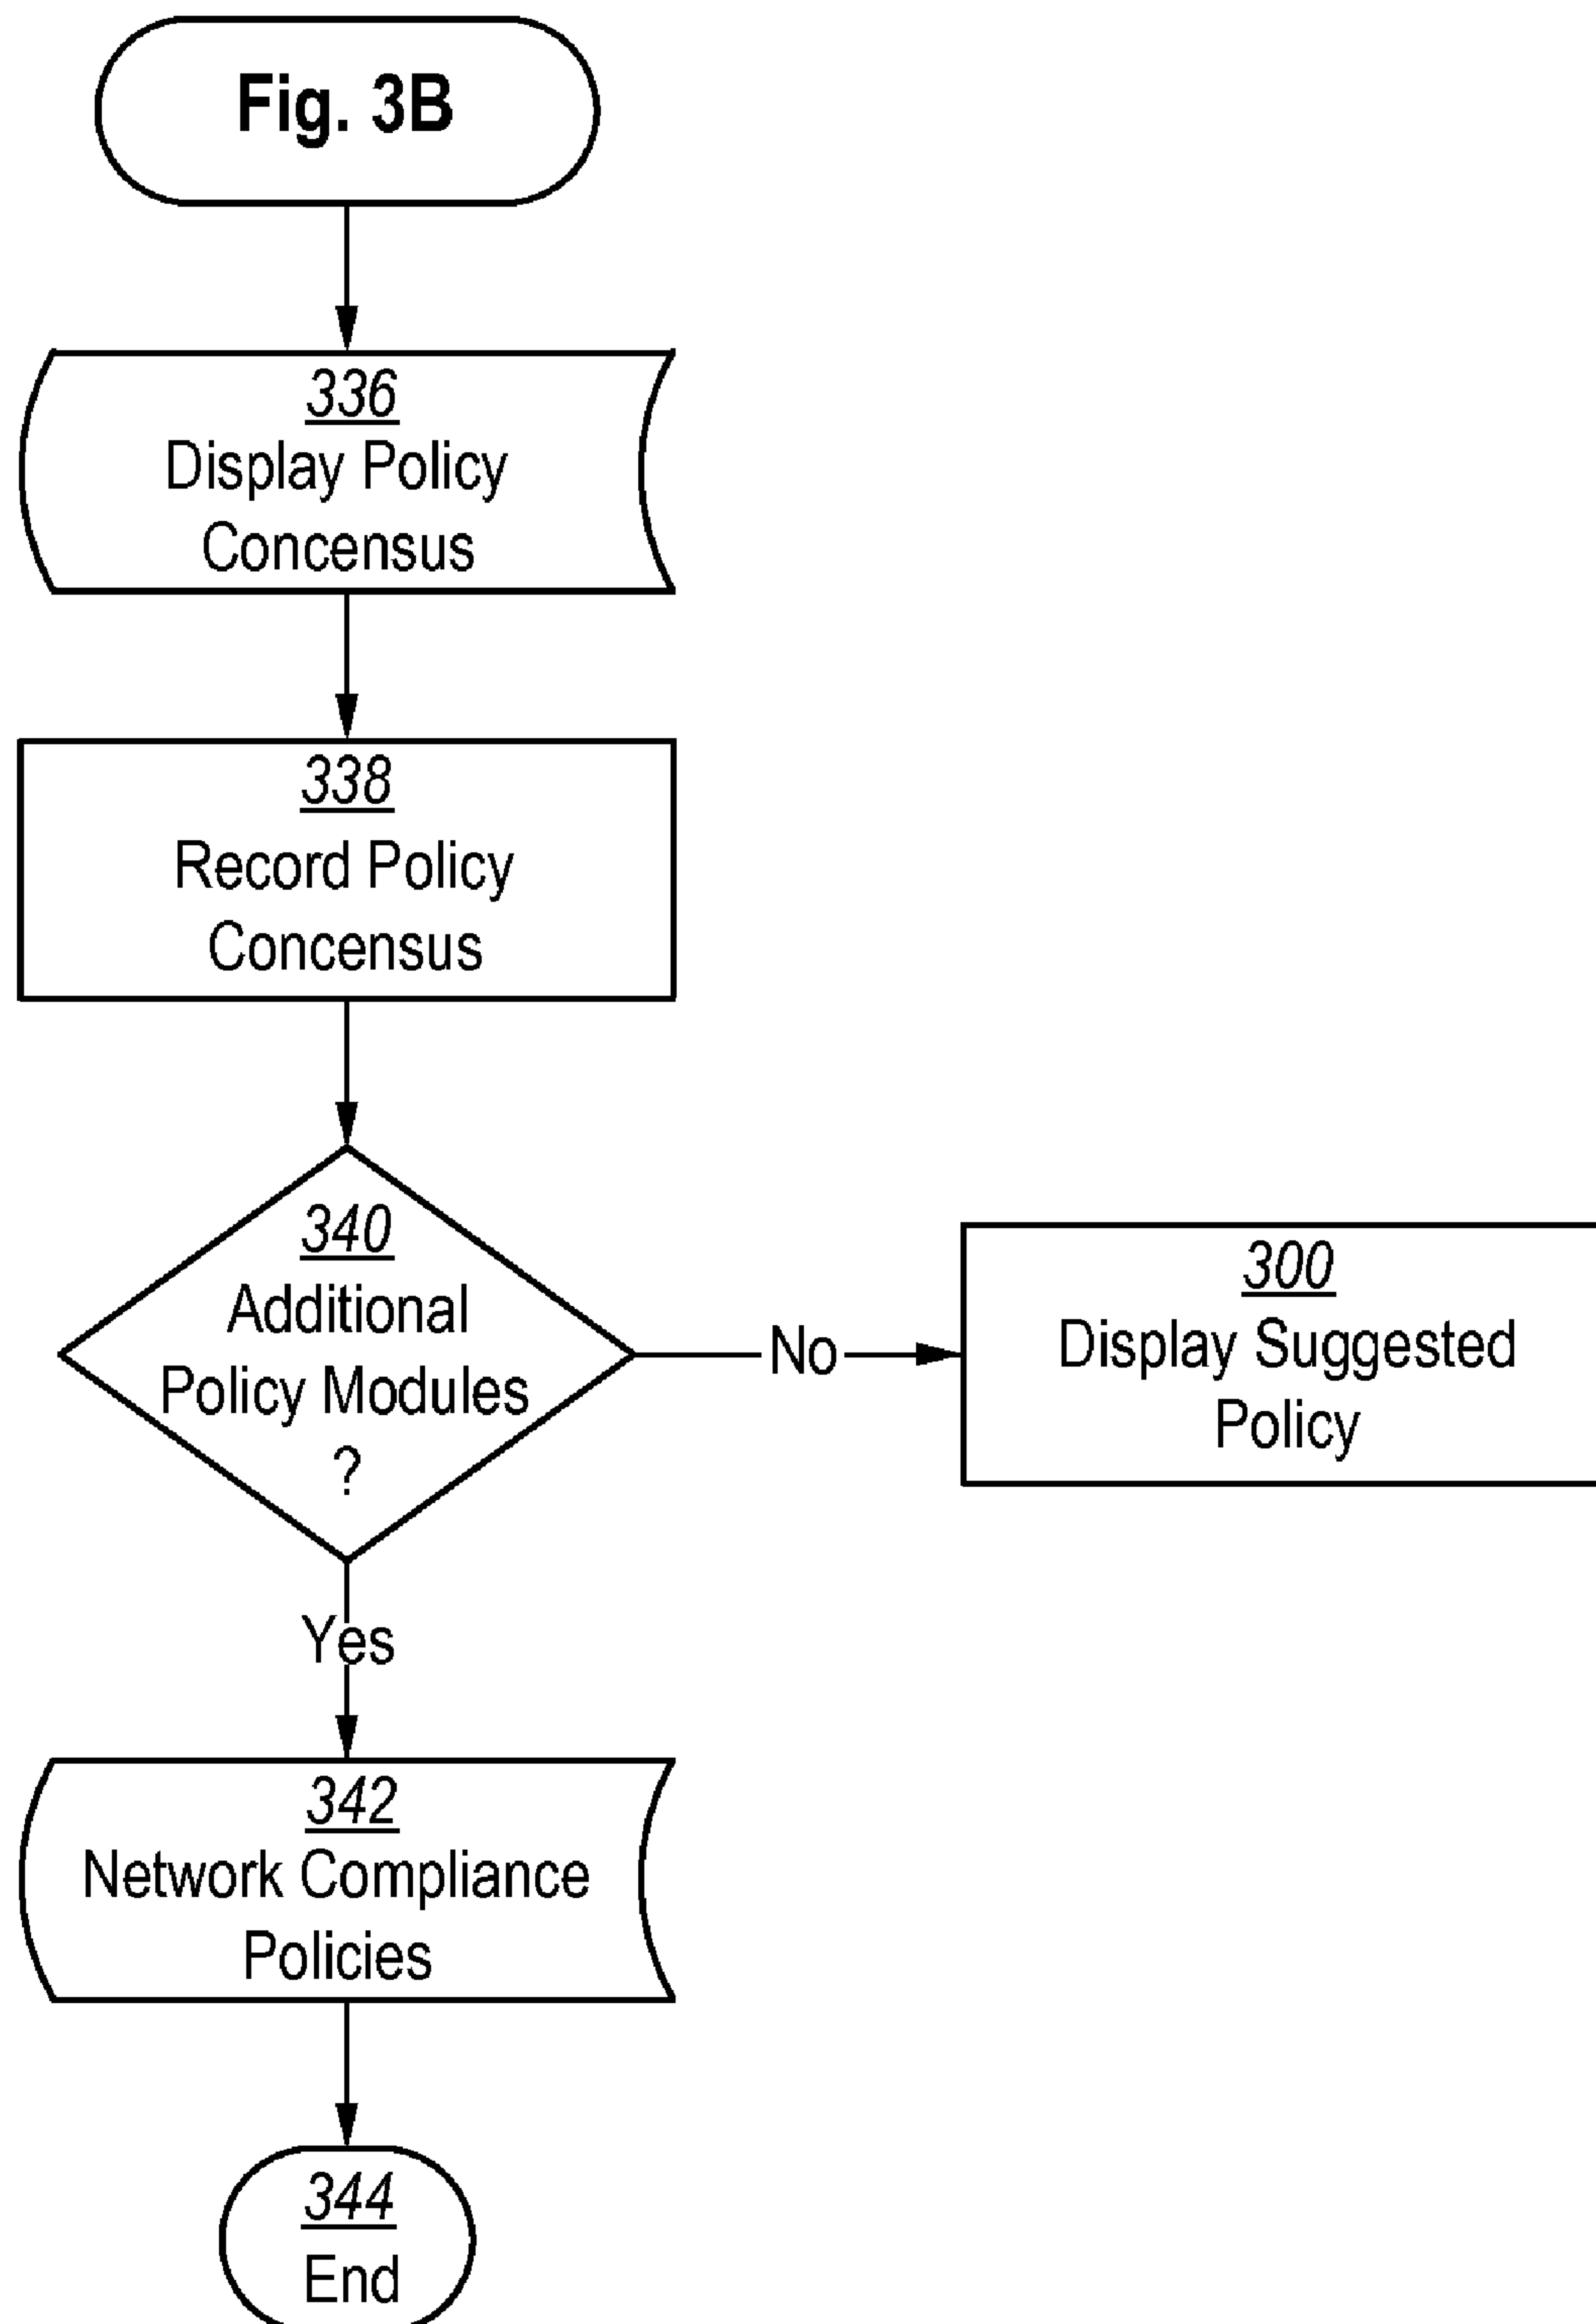 Fig. 3B
336
Display Policy
Concensus
338
Record Policy
Concensus
340
Additional
Policy Modules
?
No
300
Display Suggested
Policy
Yes
342
Network Compliance
Policies
344
End